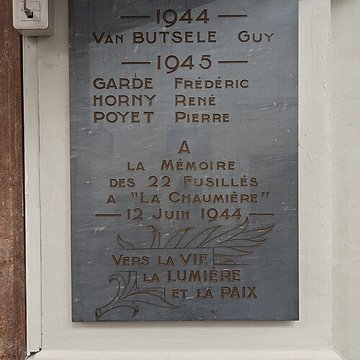 — 1944 —
VAN BUTSELE GUY
— 1945 —
GARDE FRÉDÉRIC
HORNY RENÉ
POYET PIERRE
A
LA MÉMOIRE
DES 22 FUSILLÉS
A "LA CHAUMIÈRE"
— 12 JUIN 1944 —
VERS LA VIE
LA LUMIÈRE
ET LA PAIX